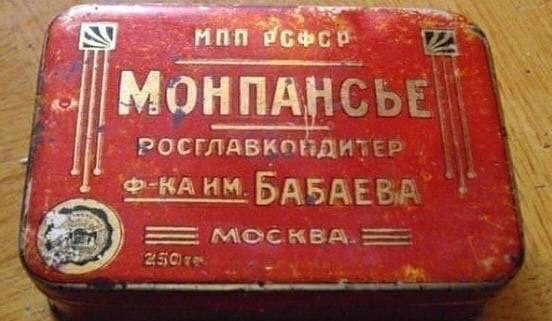 МПП РСФСР
МОНПАНСЬЕ
РОСГЛАВКОНДИТЕР
Ф-КА ИМ. БАБАЕВА
МОСКВА.
250 гр.